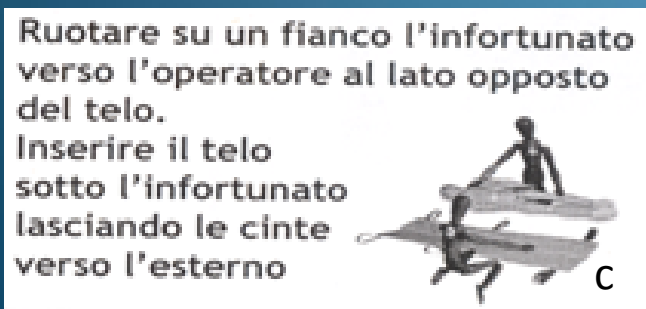 Ruotare su un fianco l'infortunato
verso l'operatore al lato opposto
del telo.
Inserire il telo
sotto l'infortunato
lasciando le cinte
verso l'esterno
C